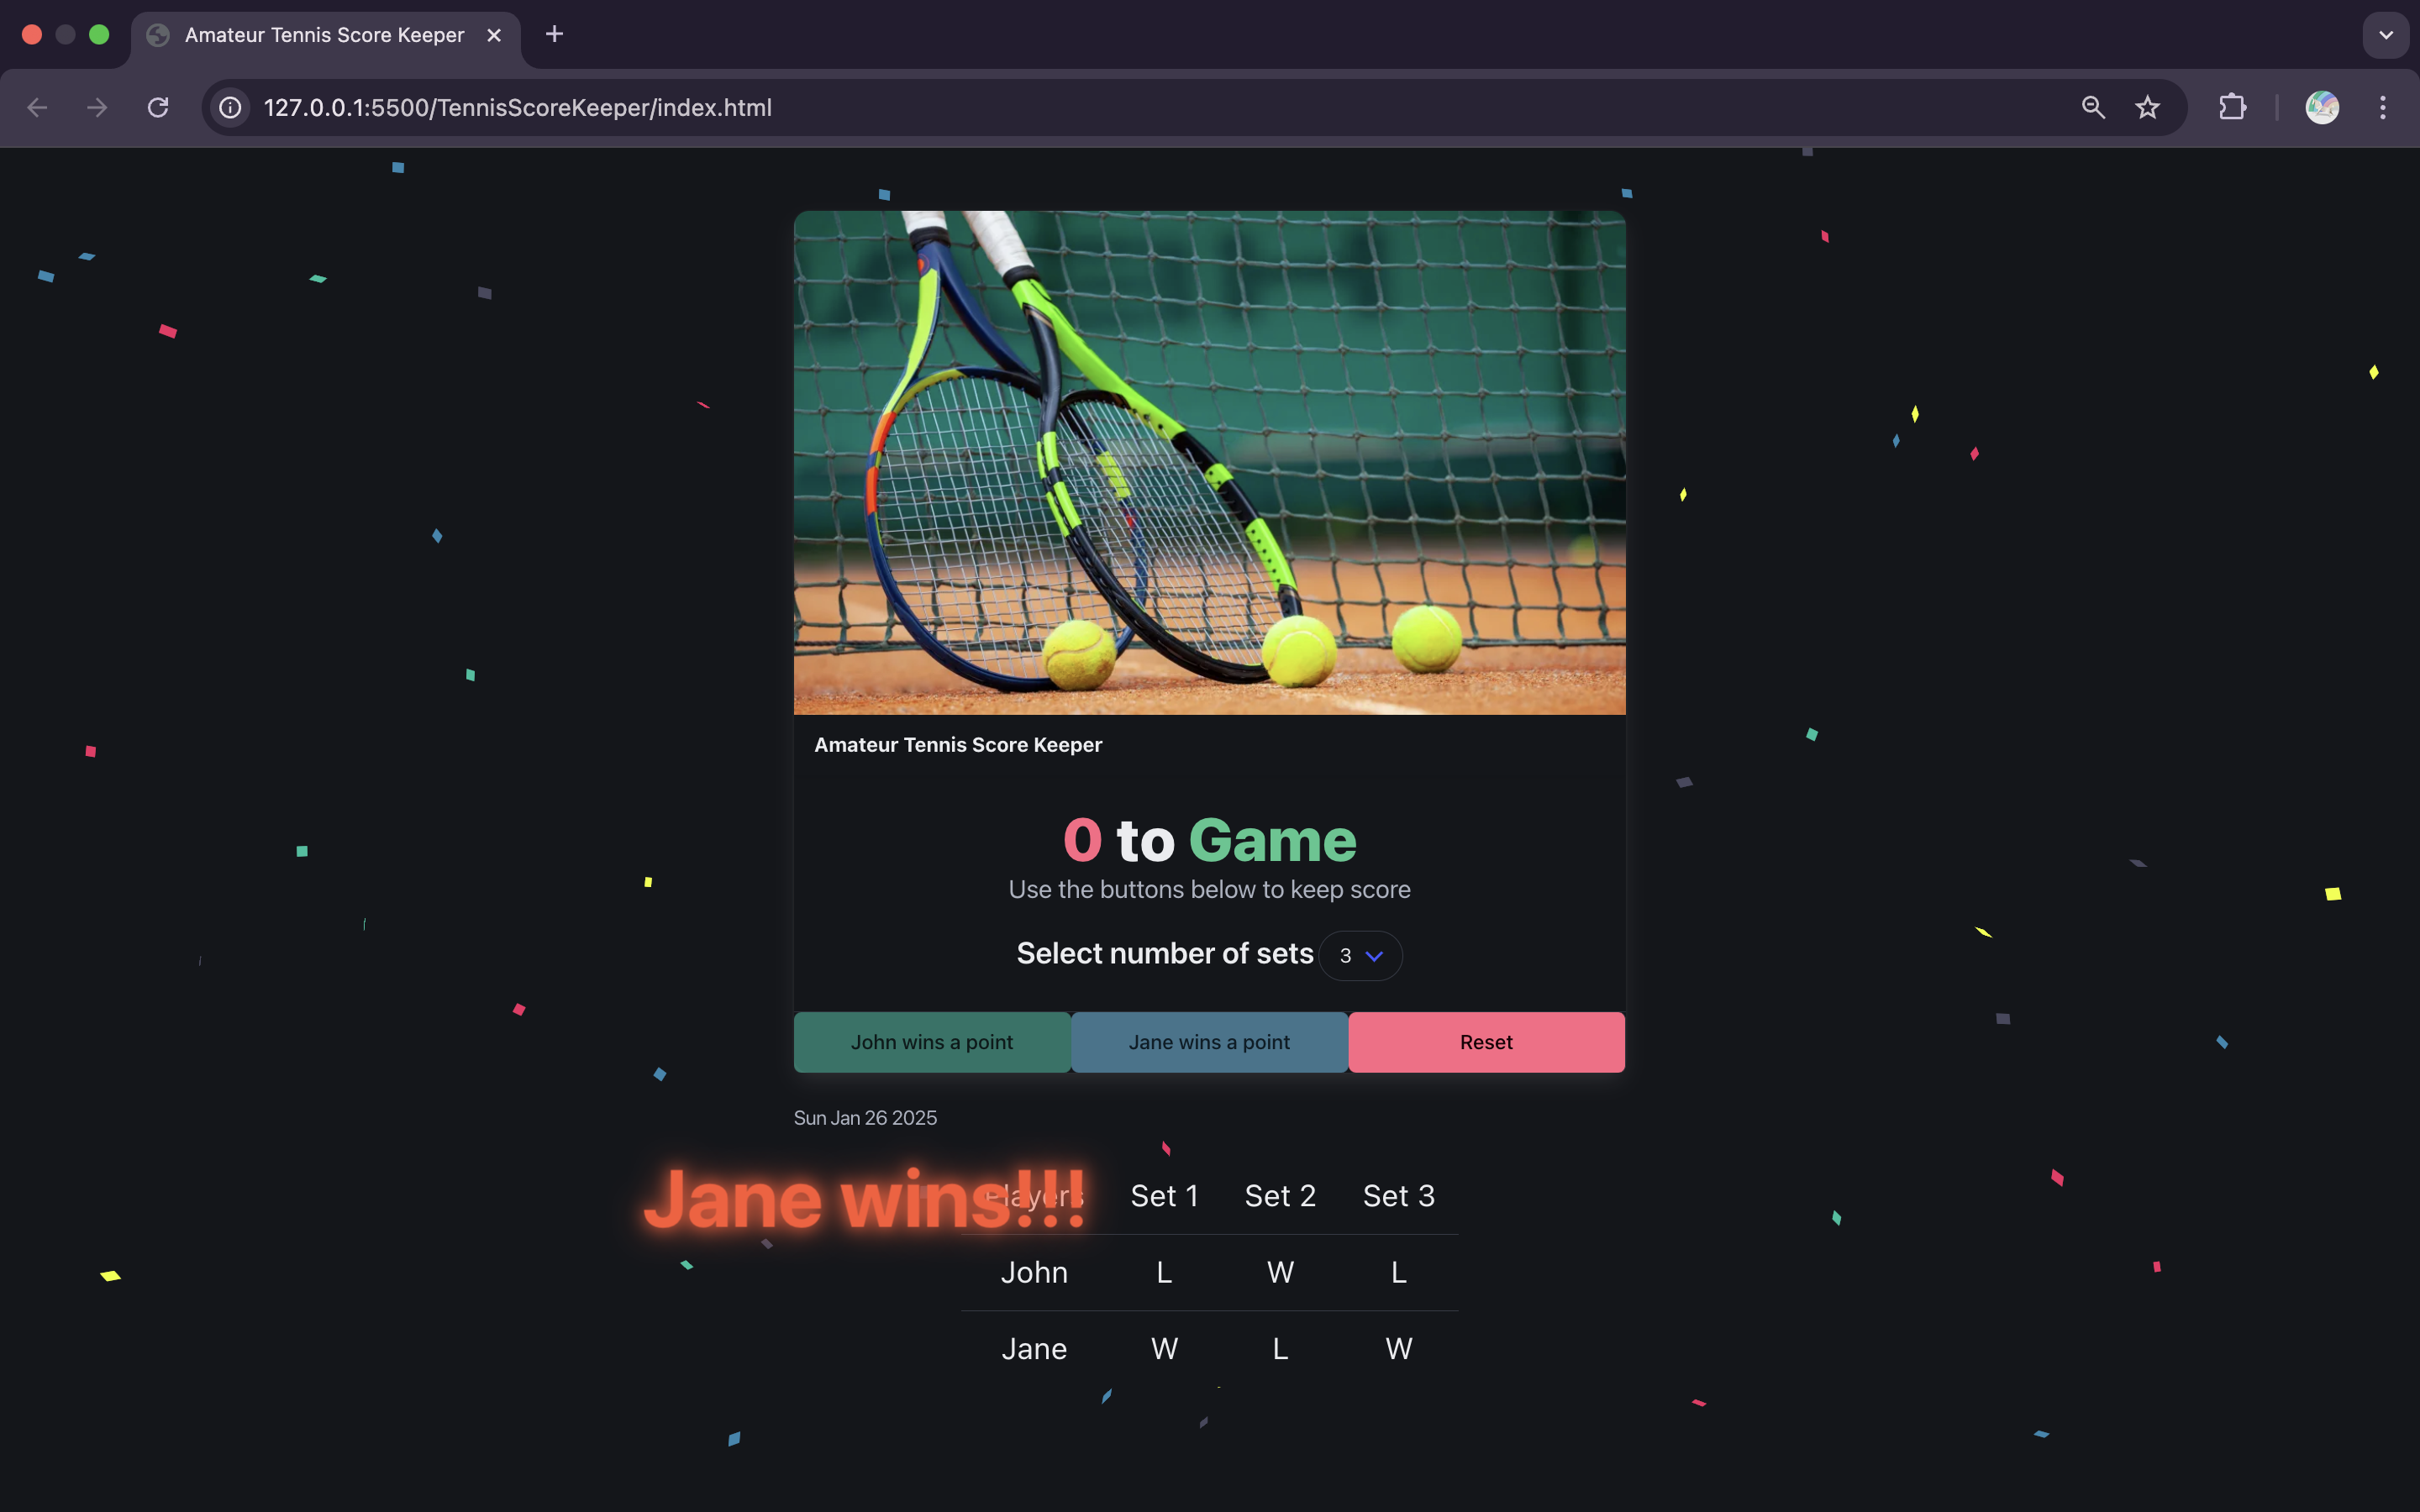 Amateur Tennis Score Keeper
127.0.0.1:5500/TennisScoreKeeper/index.html
Amateur Tennis Score Keeper
0 to Game
Use the buttons below to keep score
Select number of sets 3
John wins a point Jane wins a point Reset
Sun Jan 26 2025
Jane wins!!!
Players Set 1 Set 2 Set 3
John L W L
Jane W L W